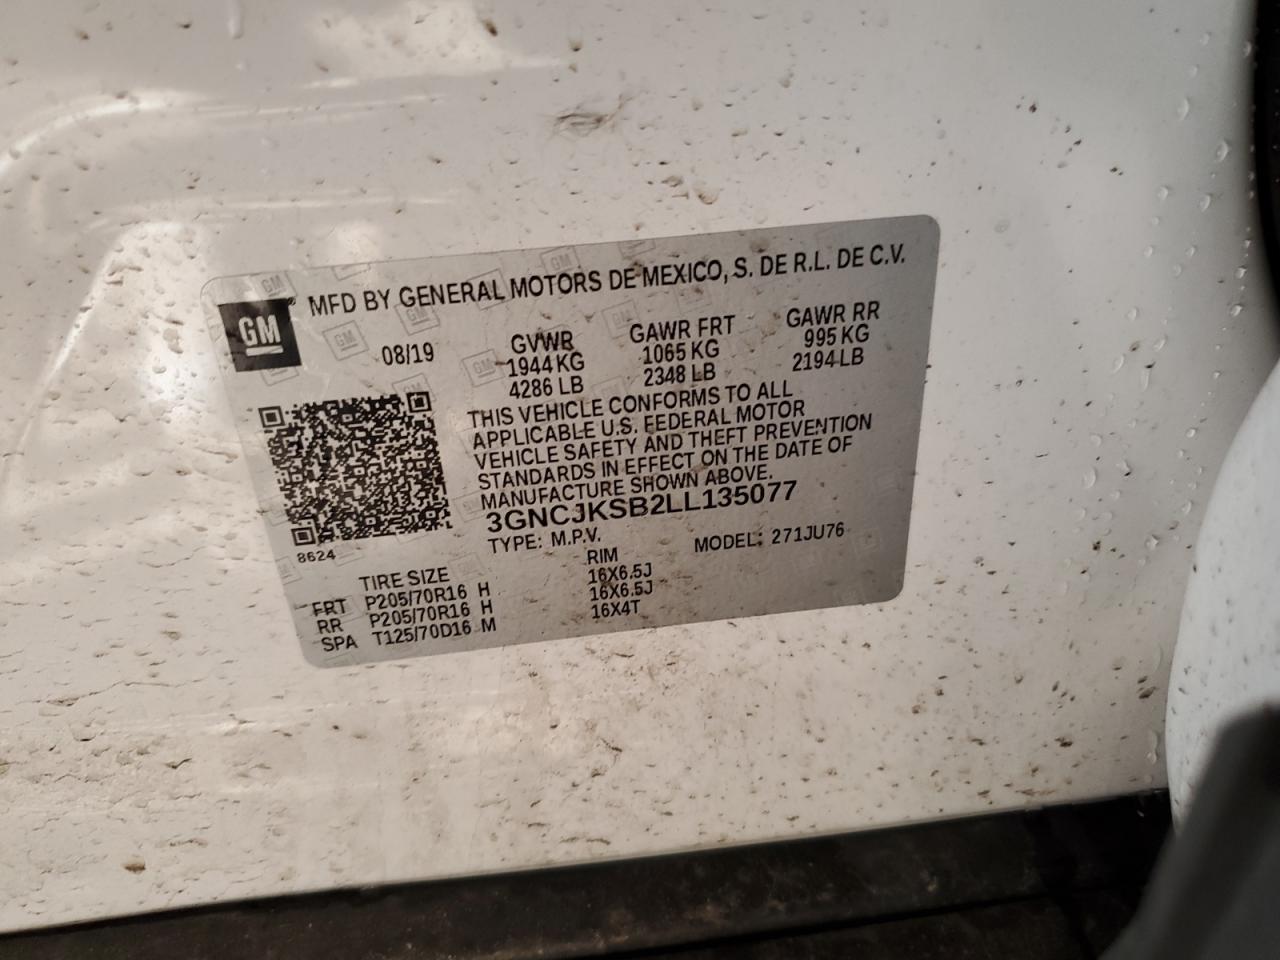 GM
MFD BY GENERAL MOTORS DE MEXICO, S. DE R.L. DE C.V.
08/19 GVWR GAWR FRT GAWR RR
1944 KG 1065 KG 995 KG
4286 LB 2348 LB 2194 LB
THIS VEHICLE CONFORMS TO ALL
APPLICABLE U.S. FEDERAL MOTOR
VEHICLE SAFETY AND THEFT PREVENTION
STANDARDS IN EFFECT ON THE DATE OF
MANUFACTURE SHOWN ABOVE.
3GNCJKSB2LL135077
TYPE: M.P.V. MODEL: 271JU76
8624
TIRE SIZE RIM
FRT P205/70R16 H 16X6.5J
RR P205/70R16 H 16X6.5J
SPA T125/70D16 M 16X4T